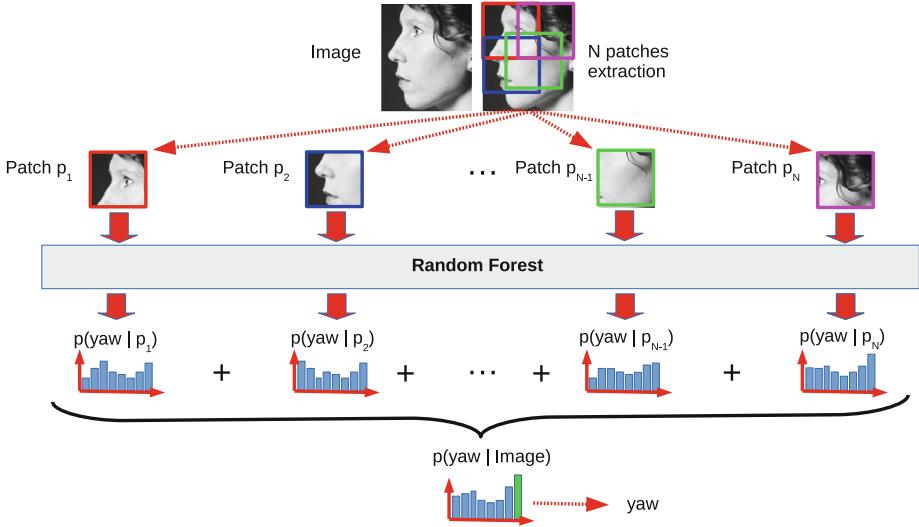 Image
N patches
extraction
Patch p1
Patch p2
...
Patch pN-1
Patch pN
Random Forest
p(yaw | p1)
p(yaw | p2)
p(yaw | pN-1)
p(yaw | pN)
+ + ... + +
p(yaw | Image)
yaw